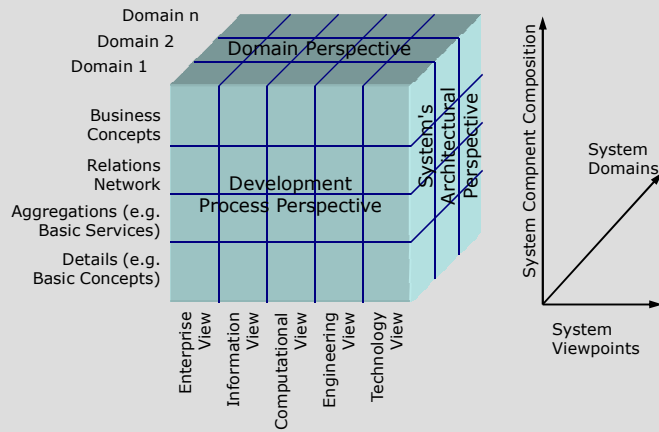 Domain n
Domain 2
Domain 1
Domain Perspective
Business
Concepts
Relations
Network
Aggregations (e.g.
Basic Services)
Details (e.g.
Basic Concepts)
Development
Process Perspective
System's
Architectural
Perspective
Enterprise
View
Information
View
Computational
View
Engineering
View
Technology
View
System Compnent Composition
System
Domains
System
Viewpoints